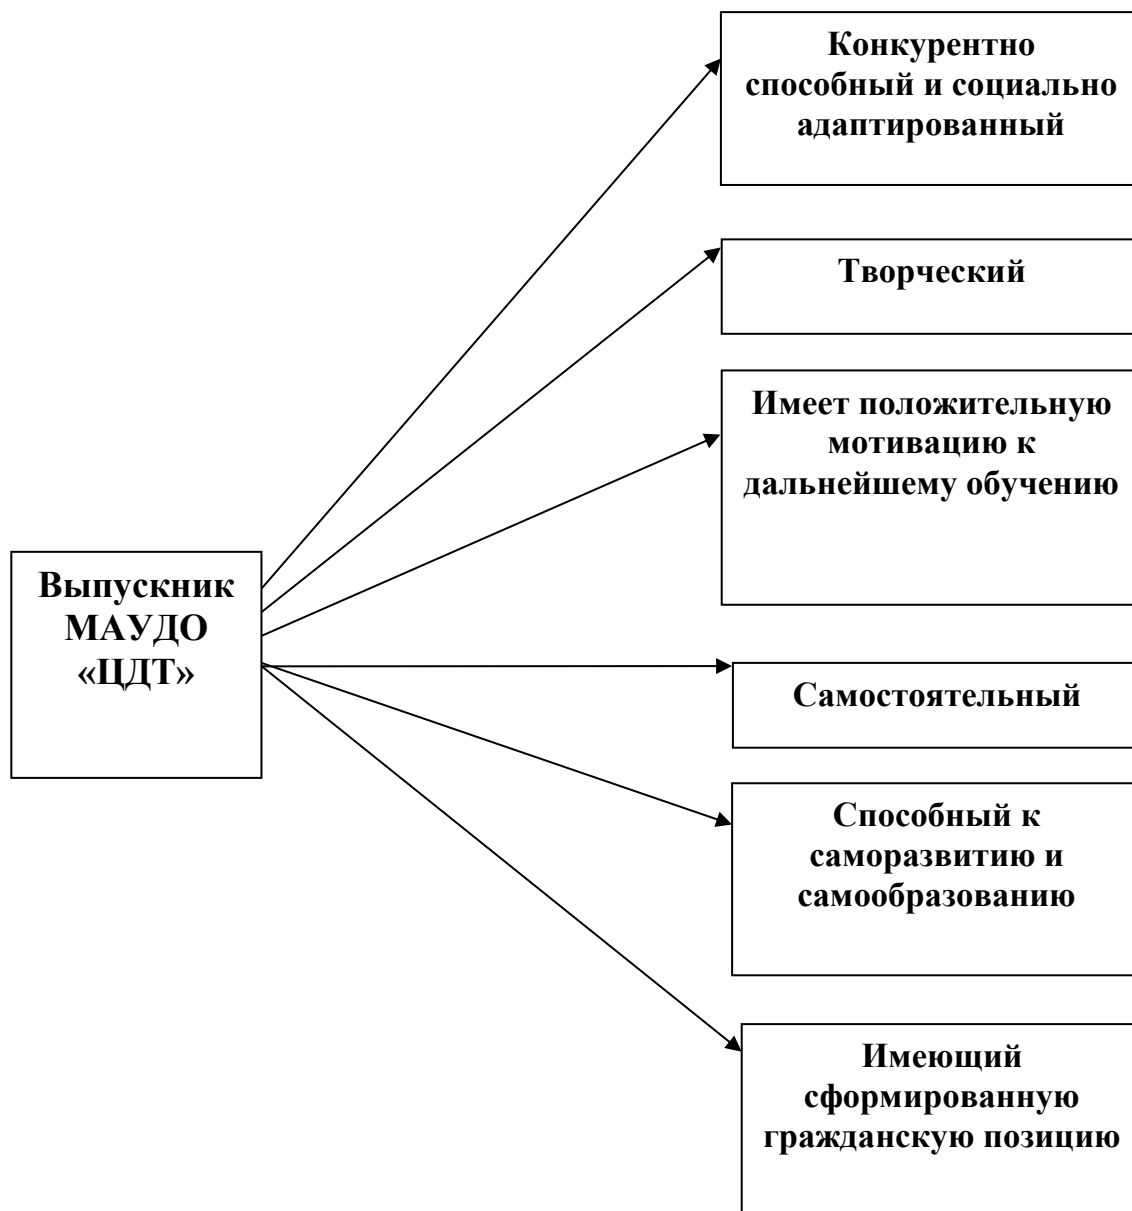 Конкурентно
способный и социально
адаптированный
Творческий
Имеет положительную
мотивацию к
дальнейшему обучению
Выпускник
МАУДО
«ЦДТ»
Самостоятельный
Способный к
саморазвитию и
самообразованию
Имеющий
сформированную
гражданскую позицию